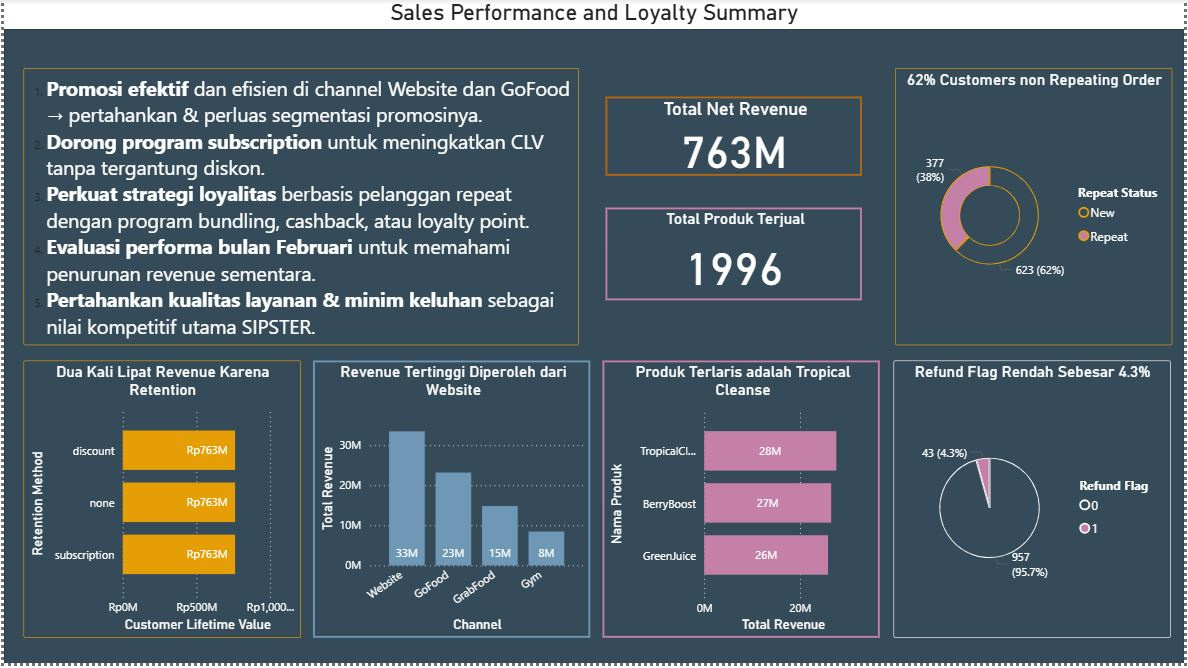 Sales Performance and Loyalty Summary
1. Promosi efektif dan efisien di channel Website dan GoFood
→ pertahankan & perluas segmentasi promosinya.
2. Dorong program subscription untuk meningkatkan CLV
tanpa tergantung diskon.
3. Perkuat strategi loyalitas berbasis pelanggan repeat
dengan program bundling, cashback, atau loyalty point.
4. Evaluasi performa bulan Februari untuk memahami
penurunan revenue sementara.
5. Pertahankan kualitas layanan & minim keluhan sebagai
nilai kompetitif utama SIPSTER.
Total Net Revenue
763M
Total Produk Terjual
1996
62% Customers non Repeating Order
377
(38%)
623 (62%)
Repeat Status
New
Repeat
Dua Kali Lipat Revenue Karena
Retention
Retention Method
discount
Rp763M
none
Rp763M
subscription
Rp763M
Rp0M
Rp500M
Rp1,000...
Customer Lifetime Value
Revenue Tertinggi Diperoleh dari
Website
Total Revenue
30M
20M
10M
0M
33M
23M
15M
8M
Website
GoFood
GrabFood
Gym
Channel
Produk Terlaris adalah Tropical
Cleanse
Nama Produk
TropicalCl...
28M
BerryBoost
27M
GreenJuice
26M
0M
20M
Total Revenue
Refund Flag Rendah Sebesar 4.3%
43 (4.3%)
957
(95.7%)
Refund Flag
0
1